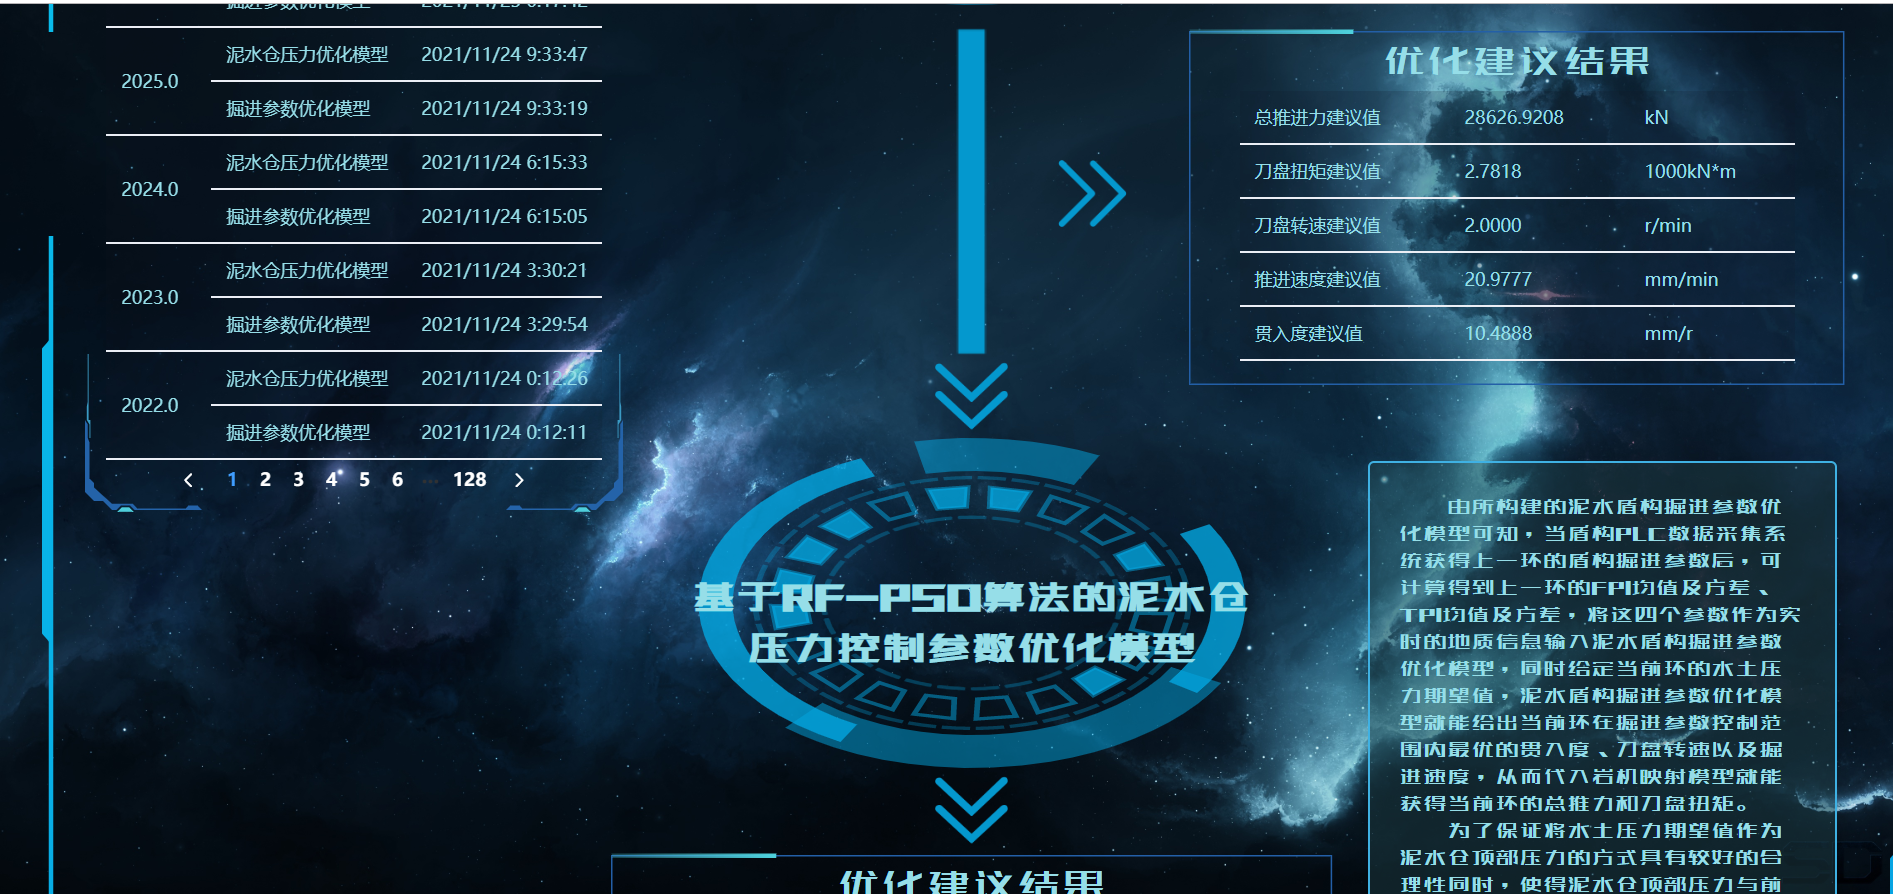 掘进参数优化模型 2021/11/25 0:17:42
2025.0
泥水仓压力优化模型 2021/11/24 9:33:47
掘进参数优化模型 2021/11/24 9:33:19
2024.0
泥水仓压力优化模型 2021/11/24 6:15:33
掘进参数优化模型 2021/11/24 6:15:05
2023.0
泥水仓压力优化模型 2021/11/24 3:30:21
掘进参数优化模型 2021/11/24 3:29:54
2022.0
泥水仓压力优化模型 2021/11/24 0:12:26
掘进参数优化模型 2021/11/24 0:12:11
1 2 3 4 5 6 ··· 128
基于RF-PSO算法的泥水仓
压力控制参数优化模型
优化建议结果
优化建议结果
总推进力建议值 28626.9208 kN
刀盘扭矩建议值 2.7818 1000kN*m
刀盘转速建议值 2.0000 r/min
推进速度建议值 20.9777 mm/min
贯入度建议值 10.4888 mm/r
由所构建的泥水盾构掘进参数优
化模型可知，当盾构PLC数据采集系
统获得上一环的盾构掘进参数后，可
计算得到上一环的FPI均值及方差、
TPI均值及方差，将这四个参数作为实
时的地质信息输入泥水盾构掘进参数
优化模型，同时给定当前环的水土压
力期望值，泥水盾构掘进参数优化模
型就能给出当前环在掘进参数控制范
围内最优的贯入度、刀盘转速以及掘
进速度，从而代入岩机映射模型就能
获得当前环的总推力和刀盘扭矩。
为了保证将水土压力期望值作为
泥水仓顶部压力的方式具有较好的合
理性同时，使得泥水仓顶部压力与前